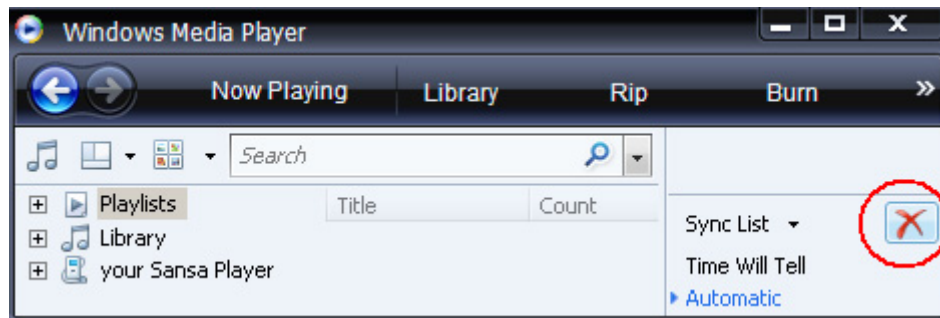 Windows Media Player
Now Playing Library Rip Burn »
Search
Playlists Title Count
Library
your Sansa Player
Sync List
Time Will Tell
Automatic